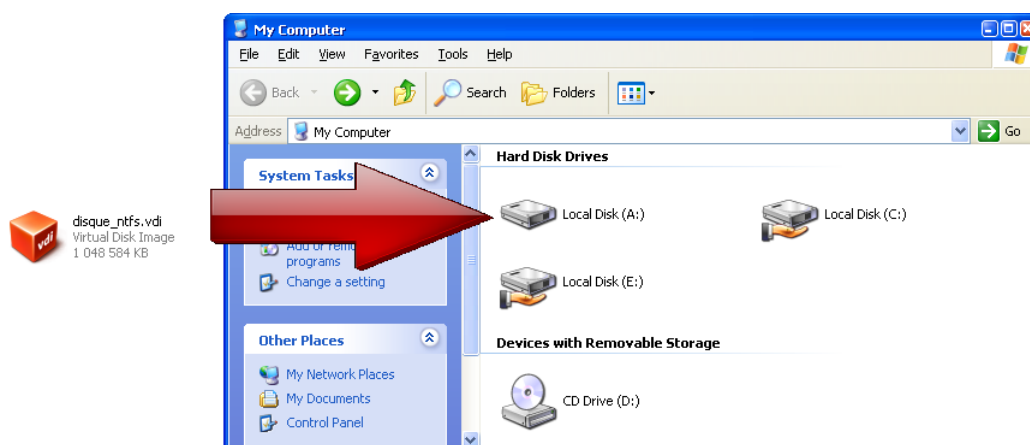 My Computer
File Edit View Favorites Tools Help
Back Search Folders
Address My Computer Go
System Tasks
programs
Change a setting
Other Places
My Network Places
My Documents
Control Panel
Hard Disk Drives
Local Disk (A:) Local Disk (C:)
Local Disk (E:)
Devices with Removable Storage
CD Drive (D:)
vdi
disque_ntfs.vdi
Virtual Disk Image
1 048 584 KB